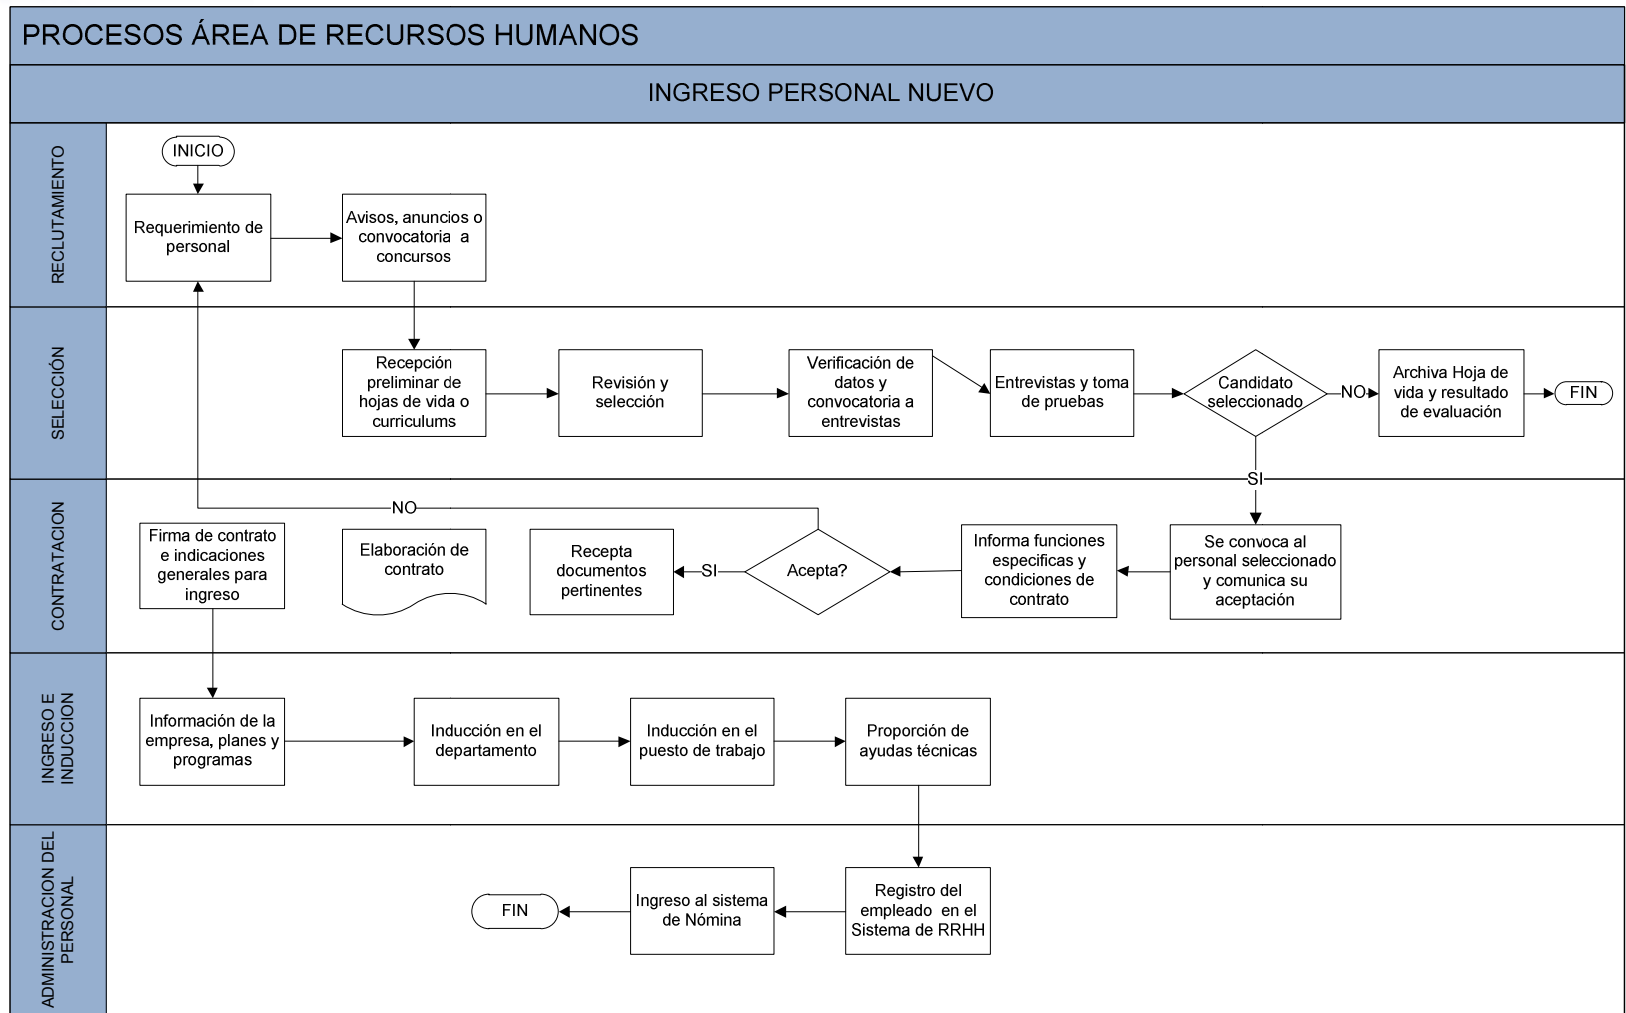 PROCESOS ÁREA DE RECURSOS HUMANOS
INGRESO PERSONAL NUEVO
RECLUTAMIENTO
INICIO
Requerimiento de
personal
Avisos, anuncios o
convocatoria a
concursos
SELECCIÓN
Recepción
preliminar de
hojas de vida o
curriculums
Revisión y
selección
Verificación de
datos y
convocatoria a
entrevistas
Entrevistas y toma
de pruebas
Candidato
seleccionado
NO
Archiva Hoja de
vida y resultado
de evaluación
FIN
SI
CONTRATACION
NO
Firma de contrato
e indicaciones
generales para
ingreso
Elaboración de
contrato
Recepta
documentos
pertinentes
SI
Acepta?
Informa funciones
especificas y
condiciones de
contrato
Se convoca al
personal seleccionado
y comunica su
aceptación
INGRESO E
INDUCCION
Información de la
empresa, planes y
programas
Inducción en el
departamento
Inducción en el
puesto de trabajo
Proporción de
ayudas técnicas
ADMINISTRACION DEL
PERSONAL
FIN
Ingreso al sistema
de Nómina
Registro del
empleado en el
Sistema de RRHH